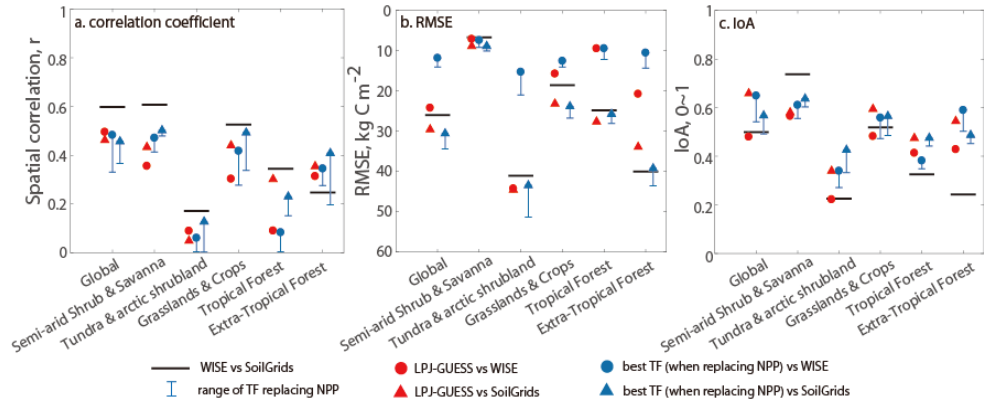 a. correlation coefficient
Spatial correlation, r
1
0.8
0.6
0.4
0.2
0
Global
Semi-arid Shrub & Savanna
Tundra & arctic shrubland
Grasslands & Crops
Tropical Forest
Extra-Tropical Forest
b. RMSE
RMSE, kg C m⁻²
0
10
20
30
40
50
60
Global
Semi-arid Shrub & Savanna
Tundra & arctic shrubland
Grasslands & Crops
Tropical Forest
Extra-Tropical Forest
c. IoA
IoA, 0~1
1
0.8
0.6
0.4
0.2
0
Global
Semi-arid Shrub & Savanna
Tundra & arctic shrubland
Grasslands & Crops
Tropical Forest
Extra-Tropical Forest
WISE vs SoilGrids
LPJ-GUESS vs WISE
best TF (when replacing NPP) vs WISE
range of TF replacing NPP
LPJ-GUESS vs SoilGrids
best TF (when replacing NPP) vs SoilGrids